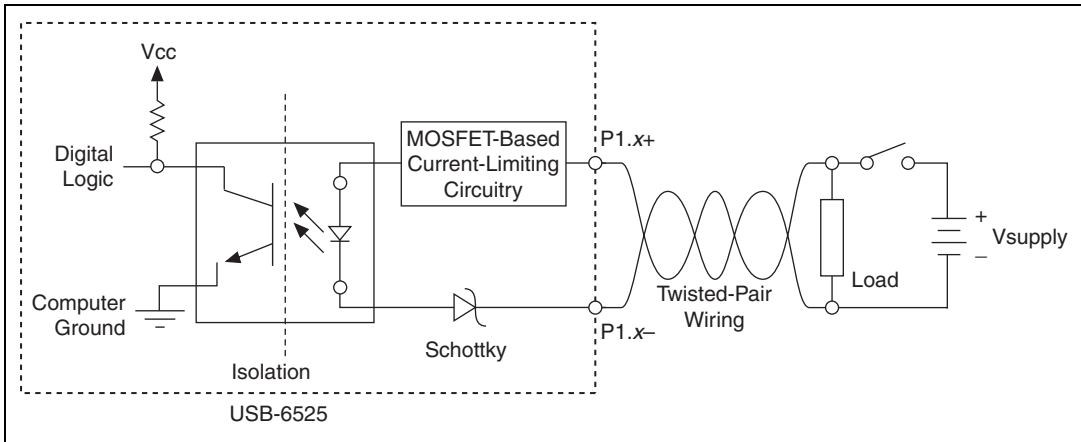 Vcc
Digital
Logic
MOSFET-Based
Current-Limiting
Circuitry
P1.x+
+
–
Vsupply
Load
Twisted-Pair
Wiring
Computer
Ground
P1.x–
Schottky
Isolation
USB-6525